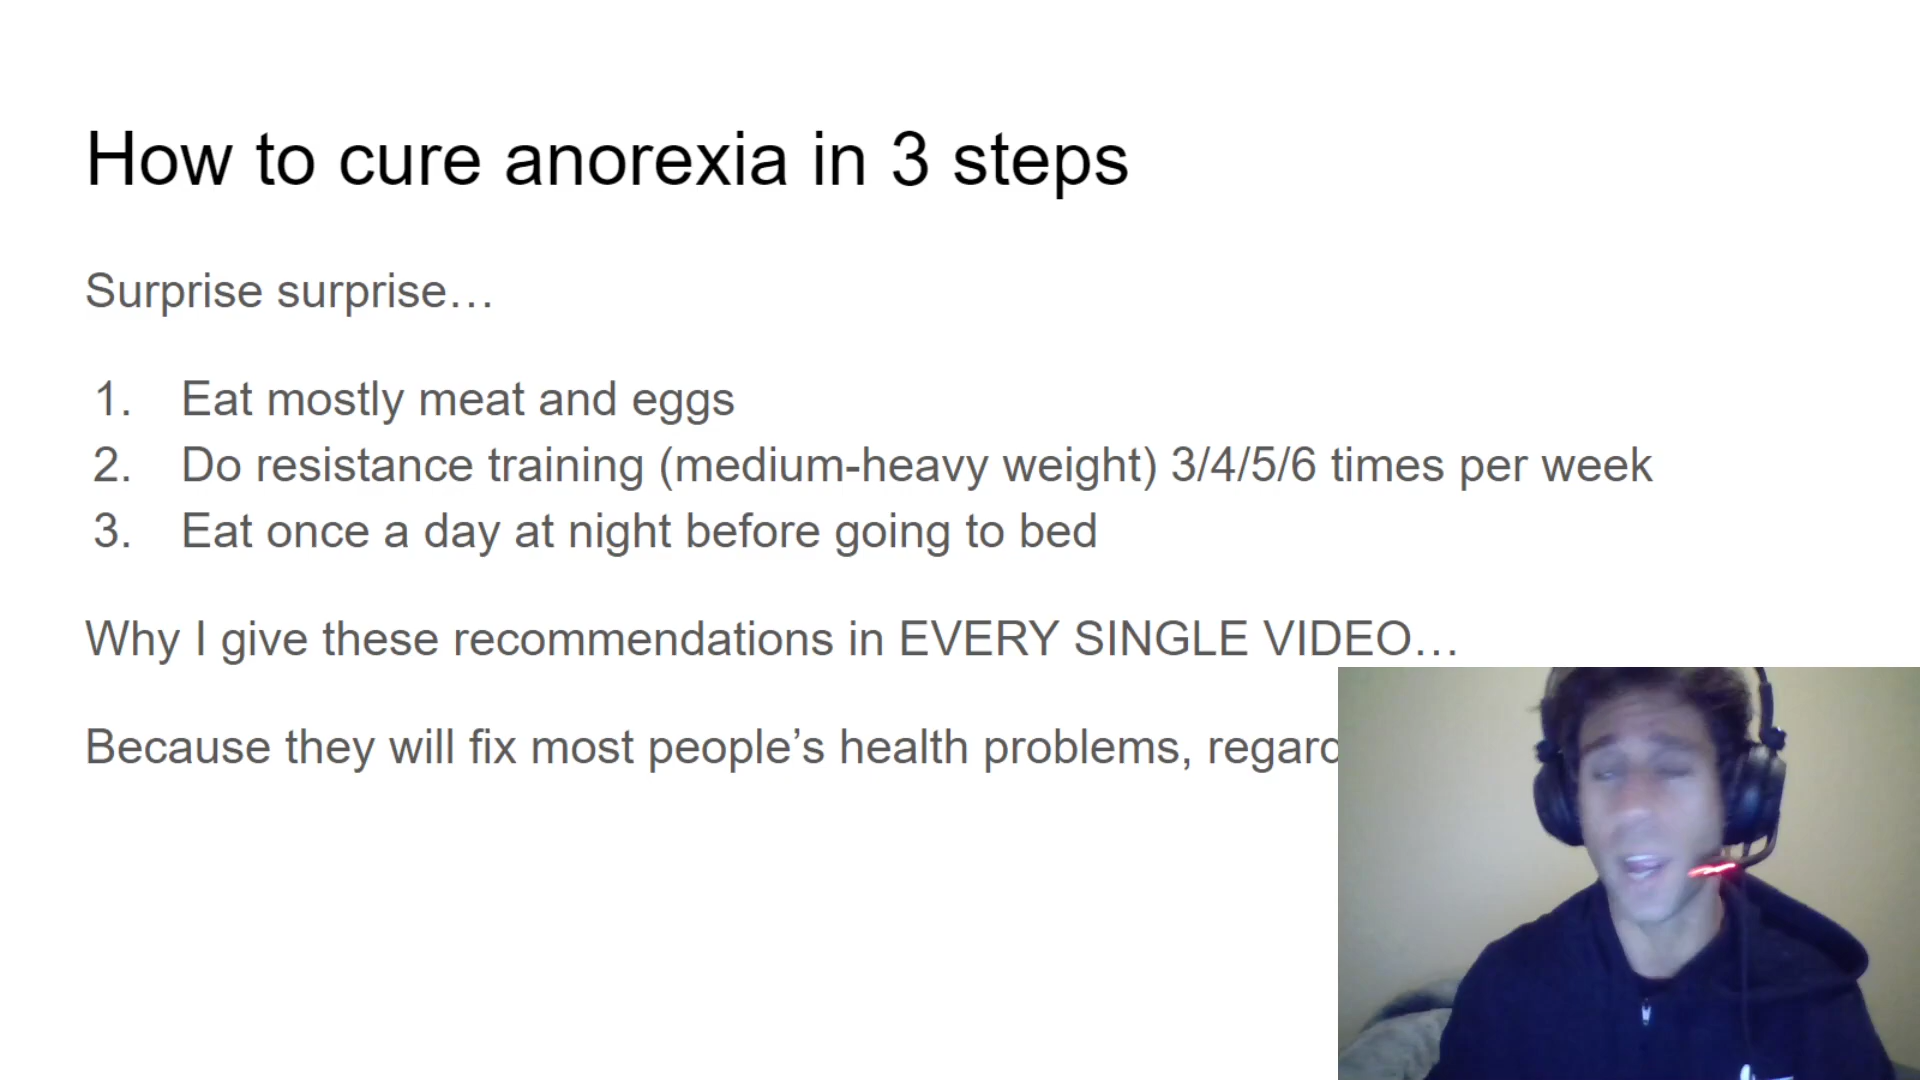 How to cure anorexia in 3 steps
Surprise surprise…
1. Eat mostly meat and eggs
2. Do resistance training (medium-heavy weight) 3/4/5/6 times per week
3. Eat once a day at night before going to bed
Why I give these recommendations in EVERY SINGLE VIDEO…
Because they will fix most people’s health problems,